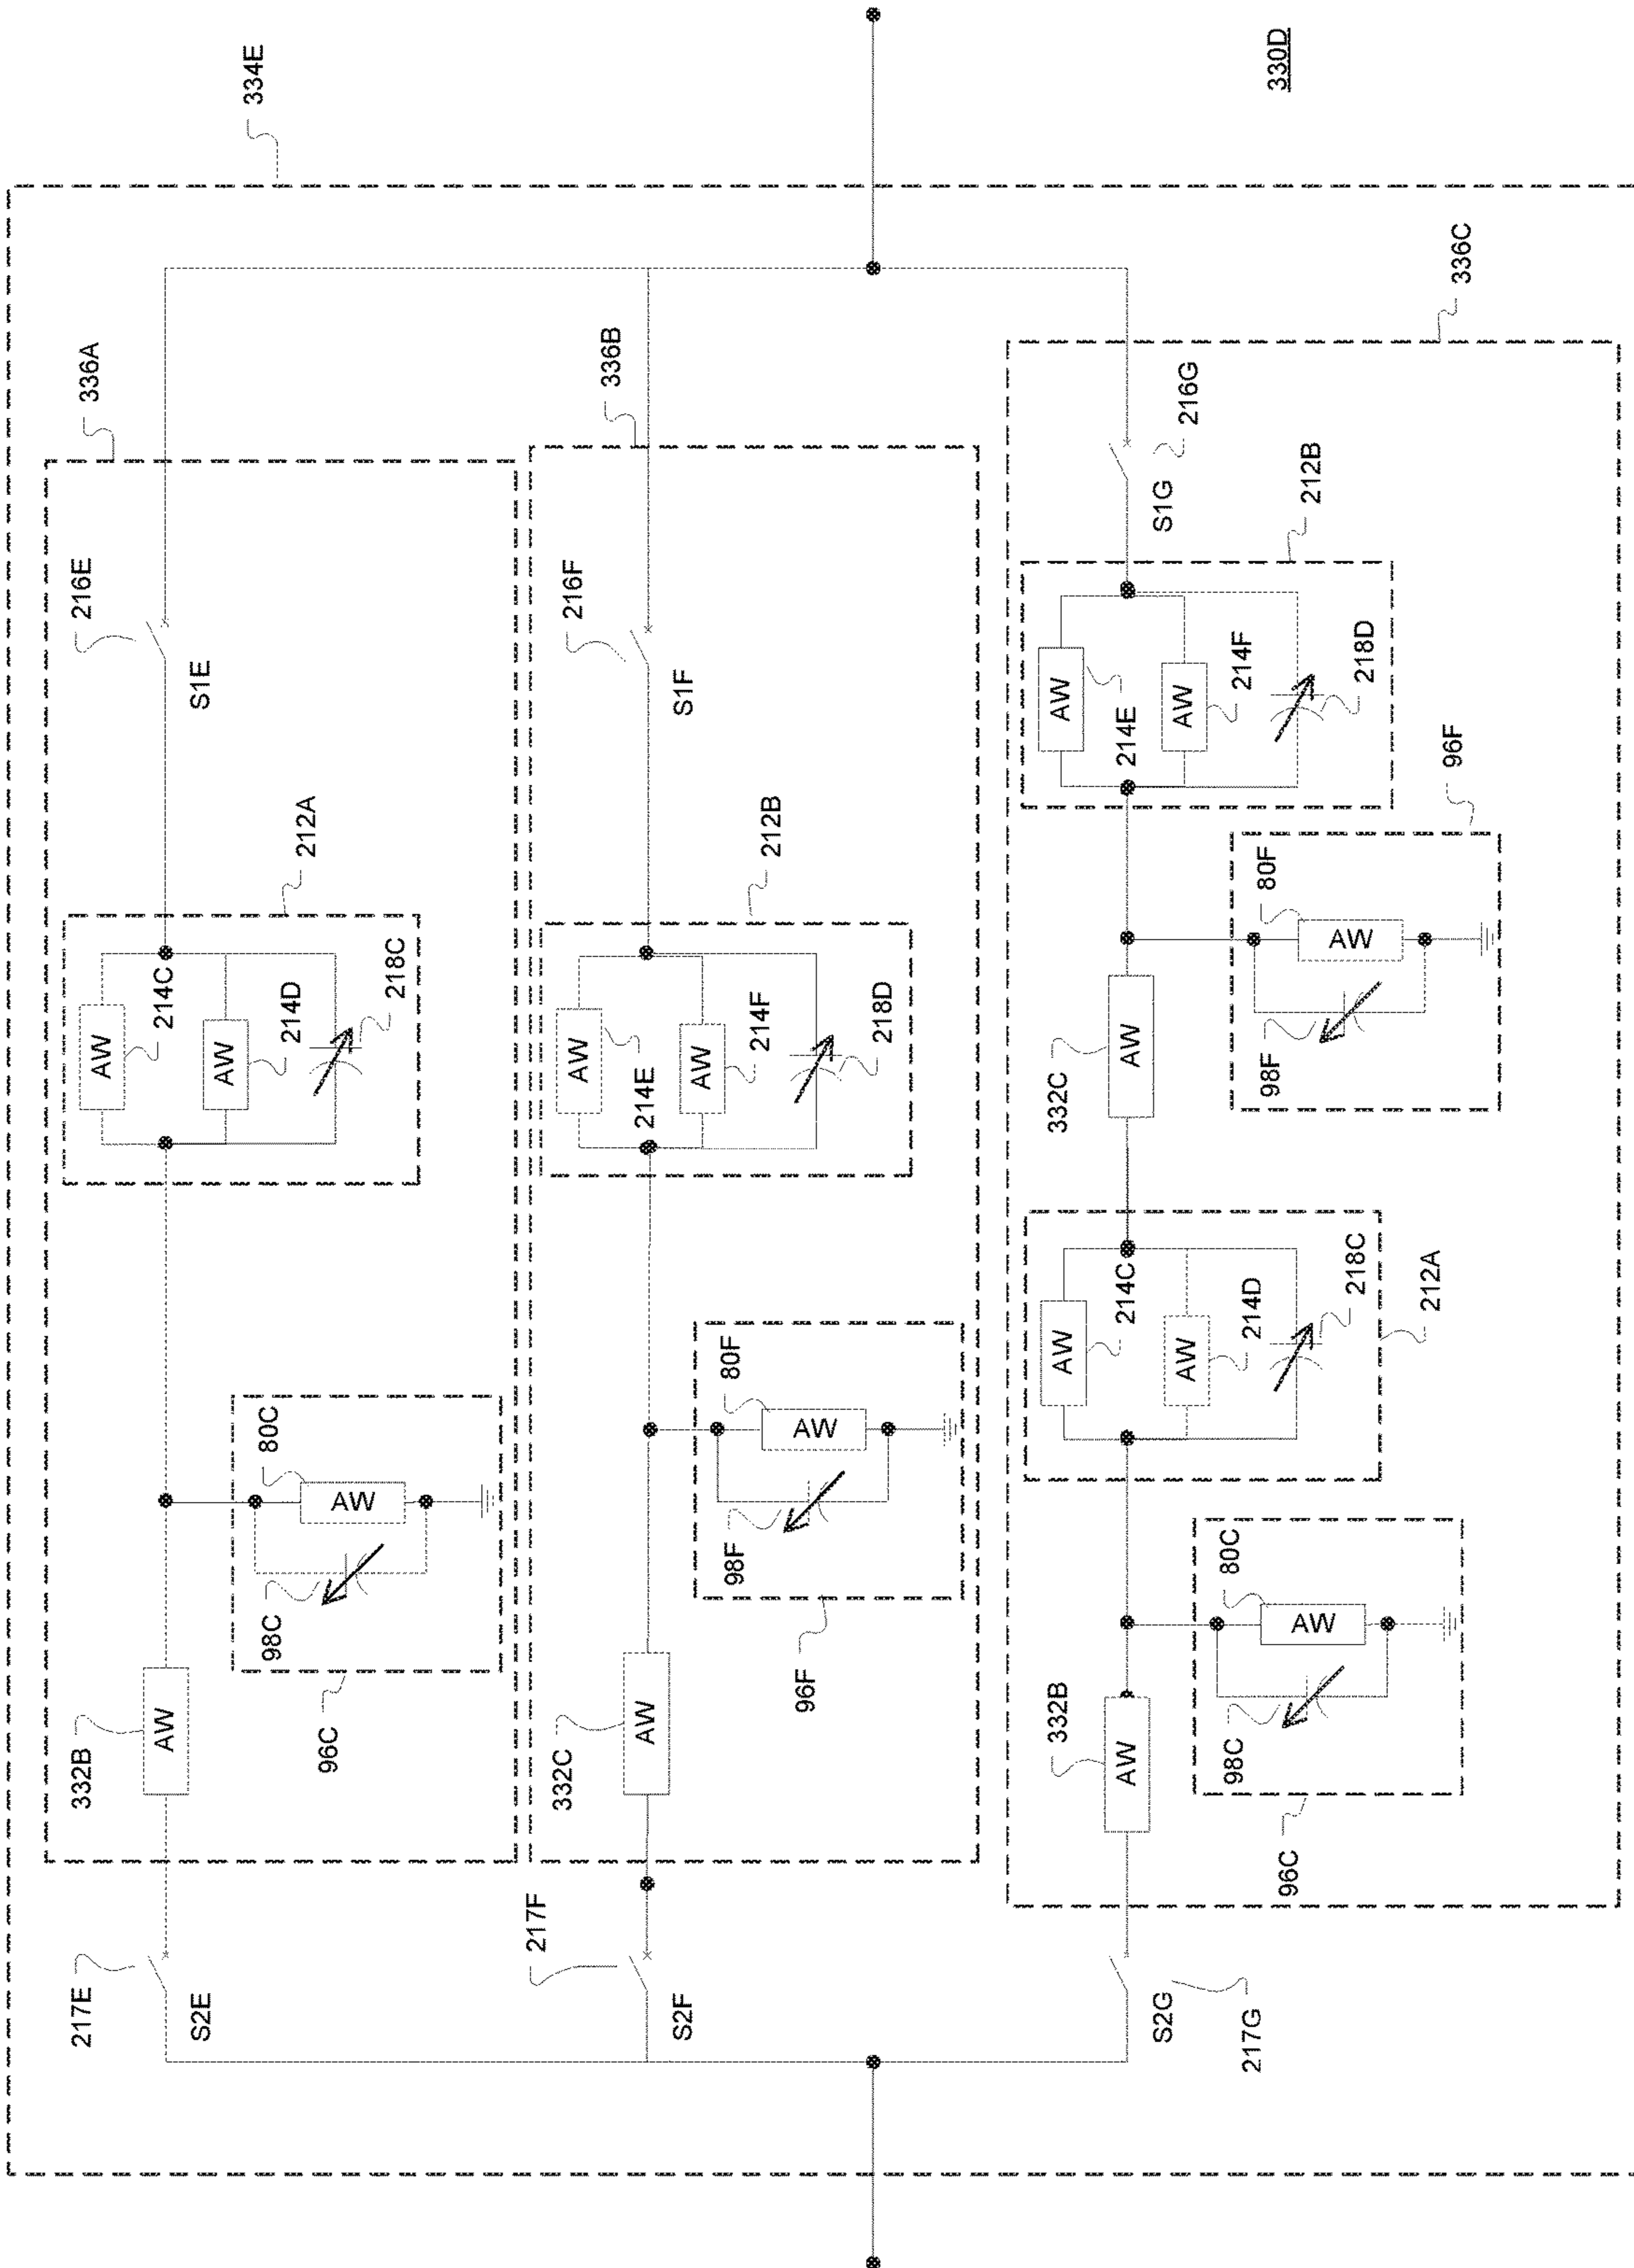 334E
330D
336A
216E
S1E
212A
AW
214C
AW
214D
218C
80C
AW
98C
96C
332B
AW
217E
S2E
336B
216F
S1F
212B
AW
214E
AW
214F
218D
80F
AW
98F
96F
332C
AW
217F
S2F
336C
216G
S1G
212B
AW
214E
AW
214F
218D
96F
80F
AW
98F
332C
AW
AW
214C
AW
214D
218C
212A
80C
AW
98C
96C
332B
AW
S2G
217G